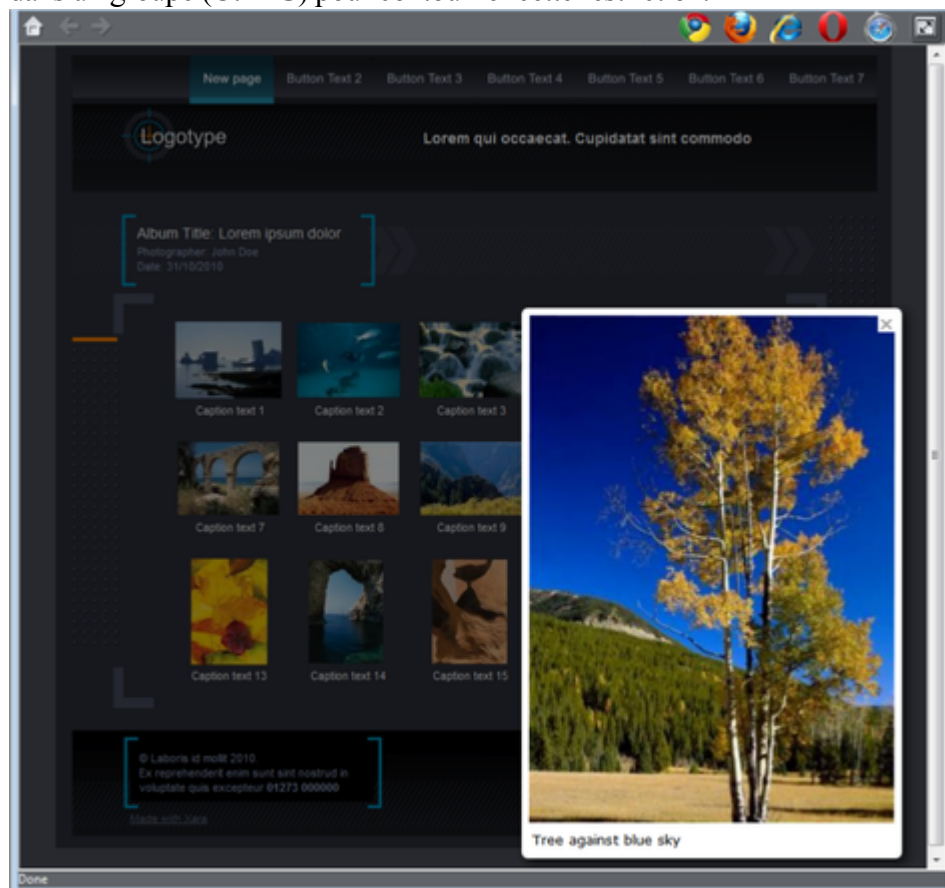 New page Button Text 2 Button Text 3 Button Text 4 Button Text 5 Button Text 6 Button Text 7
Logotype
Lorem qui occaecat. Cupidatat sint commodo
Album Title: Lorem ipsum dolor
Photographer: John Doe
Date: 31/10/2010
Caption text 1 Caption text 2 Caption text 3
Caption text 7 Caption text 8 Caption text 9
Caption text 13 Caption text 14 Caption text 15
Tree against blue sky
© Laboris id mollit 2010.
Ex reprehenderit enim sunt sint nostrud in
voluptate quis excepteur 01273 000000
Made with Xara
Done